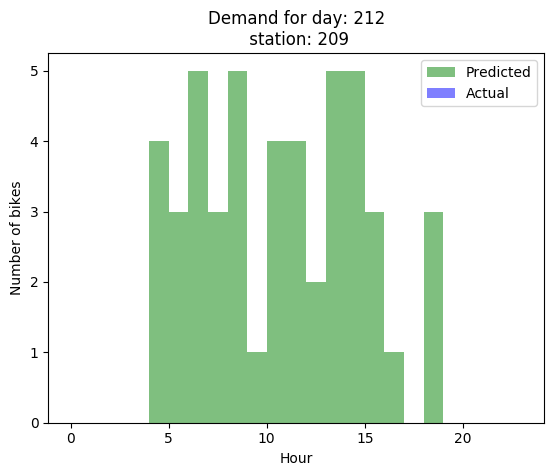 Demand for day: 212
station: 209
Predicted
Actual
Number of bikes
5
4
3
2
1
0
0 5 10 15 20
Hour